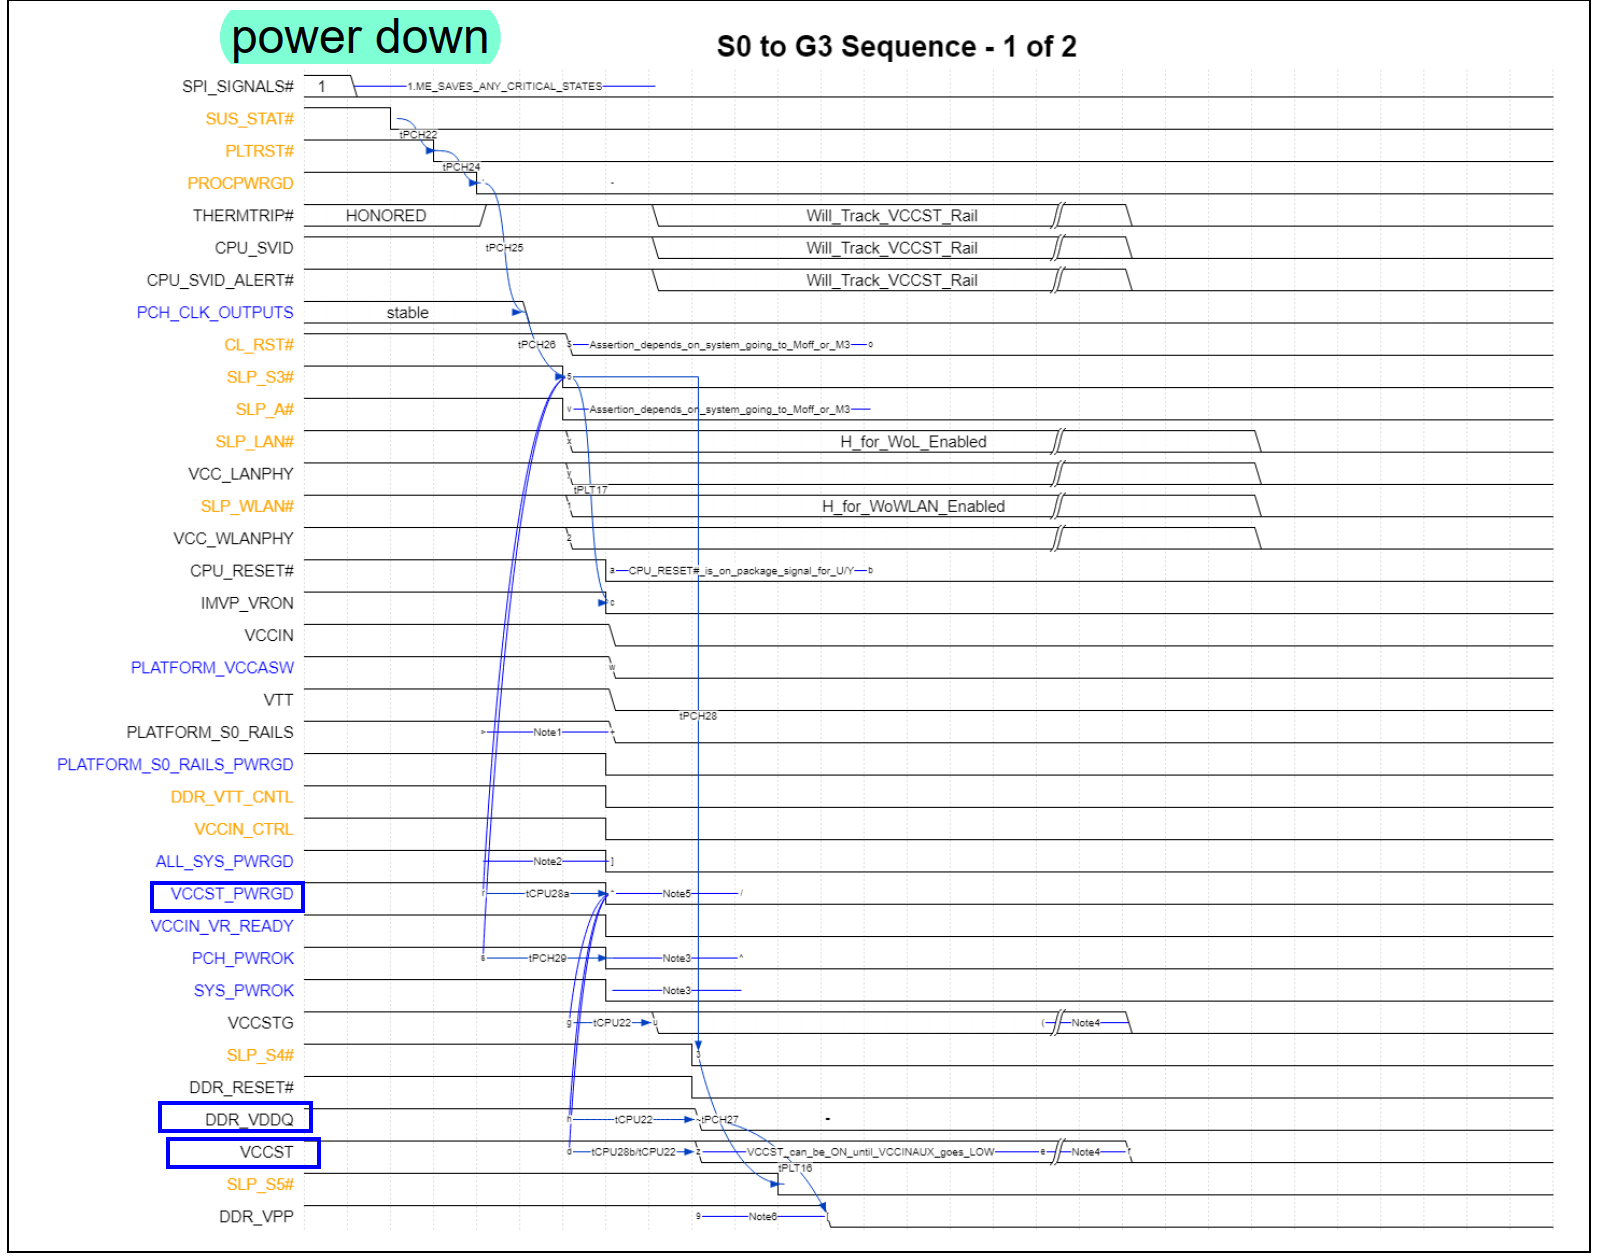 power down
S0 to G3 Sequence - 1 of 2
SPI_SIGNALS# 1 1.ME_SAVES_ANY_CRITICAL_STATES
SUS_STAT#
tPCH22
PLTRST#
tPCH24
PROCPWRGD
THERMTRIP# HONORED Will_Track_VCCST_Rail
CPU_SVID tPCH25 Will_Track_VCCST_Rail
CPU_SVID_ALERT# Will_Track_VCCST_Rail
PCH_CLK_OUTPUTS stable
CL_RST# tPCH26 Assertion_depends_on_system_going_to_Moff_or_M3
SLP_S3#
SLP_A# Assertion_depends_on_system_going_to_Moff_or_M3
SLP_LAN# H_for_WoL_Enabled
VCC_LANPHY
tPLT17
SLP_WLAN# H_for_WoWLAN_Enabled
VCC_WLANPHY
CPU_RESET# a CPU_RESET#_is_on_package_signal_for_U/Y b
IMVP_VRON c
VCCIN
PLATFORM_VCCASW w
VTT
tPCH28
PLATFORM_S0_RAILS Note1
PLATFORM_S0_RAILS_PWRGD
DDR_VTT_CNTL
VCCIN_CTRL
ALL_SYS_PWRGD Note2 ]
VCCST_PWRGD tCPU28a Note5 /
VCCIN_VR_READY
PCH_PWROK tPCH29 Note3 ^
SYS_PWROK Note3
VCCSTG g tCPU22 u ( Note4
SLP_S4# 3
DDR_RESET#
DDR_VDDQ h tCPU22 ~ tPCH27 -
VCCST d tCPU28b/tCPU22 z VCCST_can_be_ON_until_VCCINAUX_goes_LOW e Note4
tPLT16
SLP_S5#
DDR_VPP 9 Note6